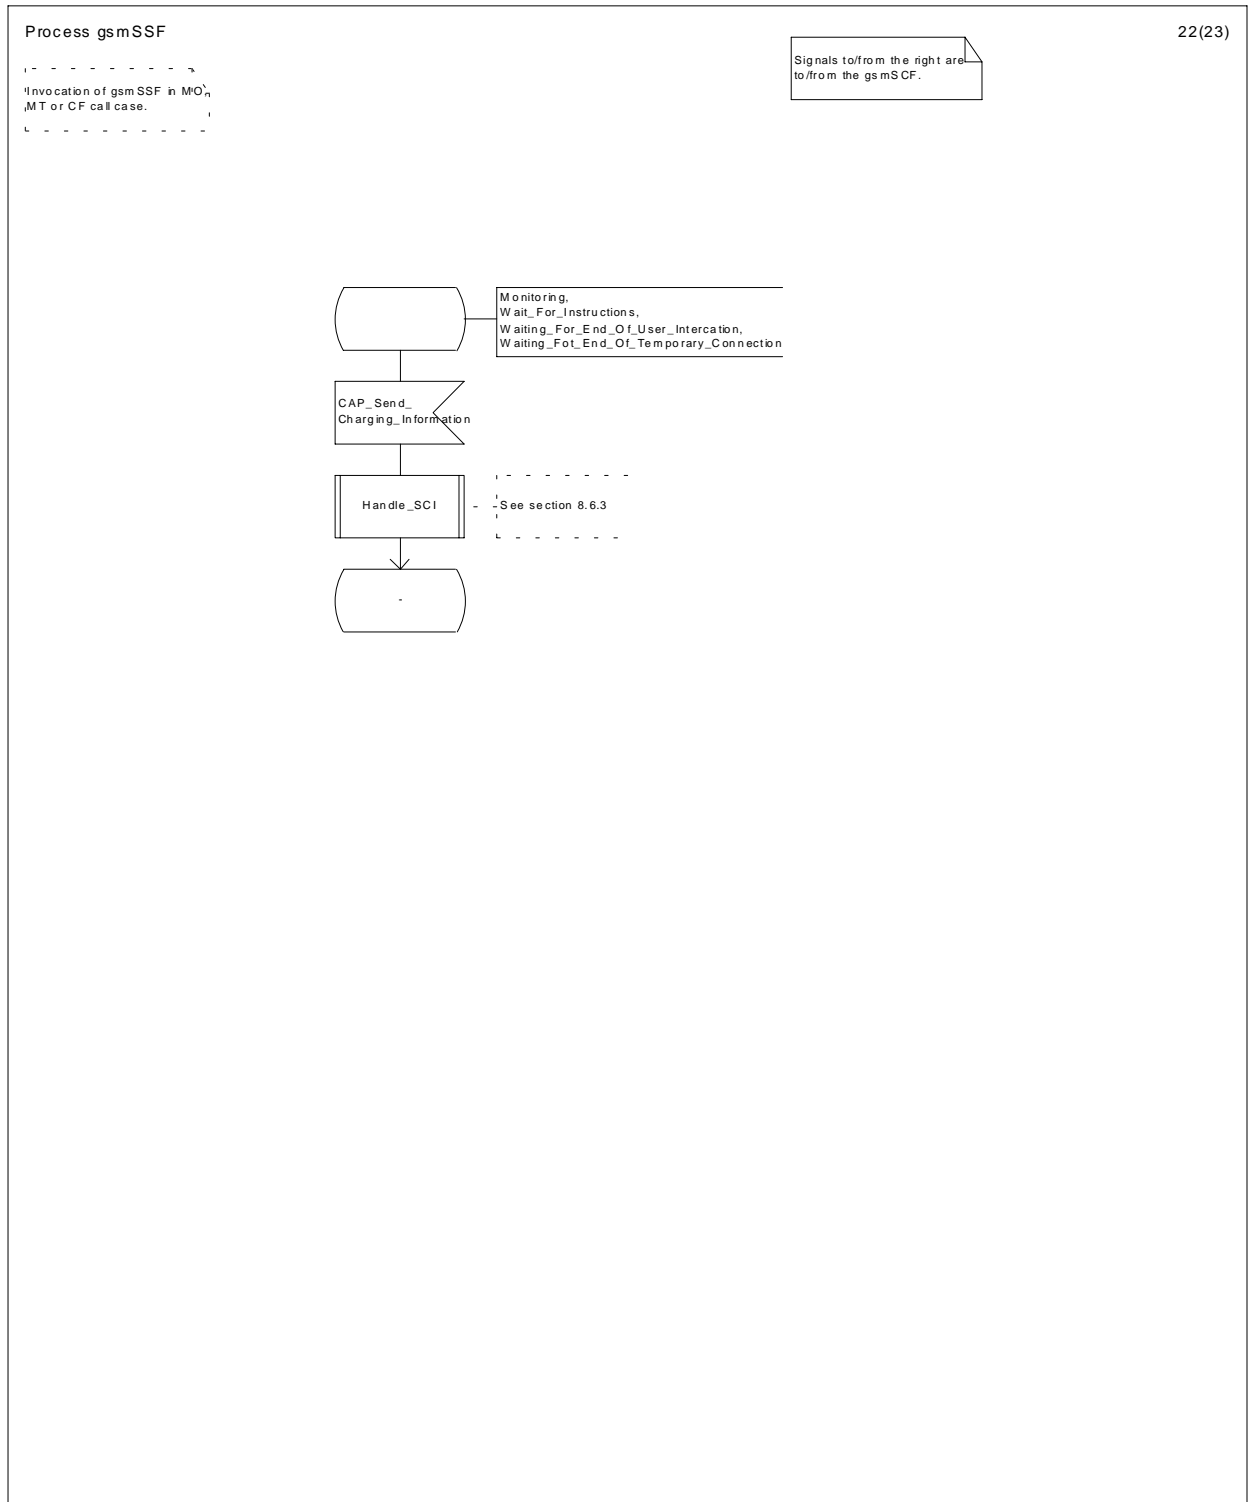 Process gsmSSF
22(23)
Signals to/from the right are
to/from the gsmSCF.
Invocation of gsmSSF in MO,
MT or CF call case.
Monitoring,
Wait_For_Instructions,
Waiting_For_End_Of_User_Intercation,
Waiting_Fot_End_Of_Temporary_Connection
CAP_Send_
Charging_Information
Handle_SCI
See section 8.6.3
-